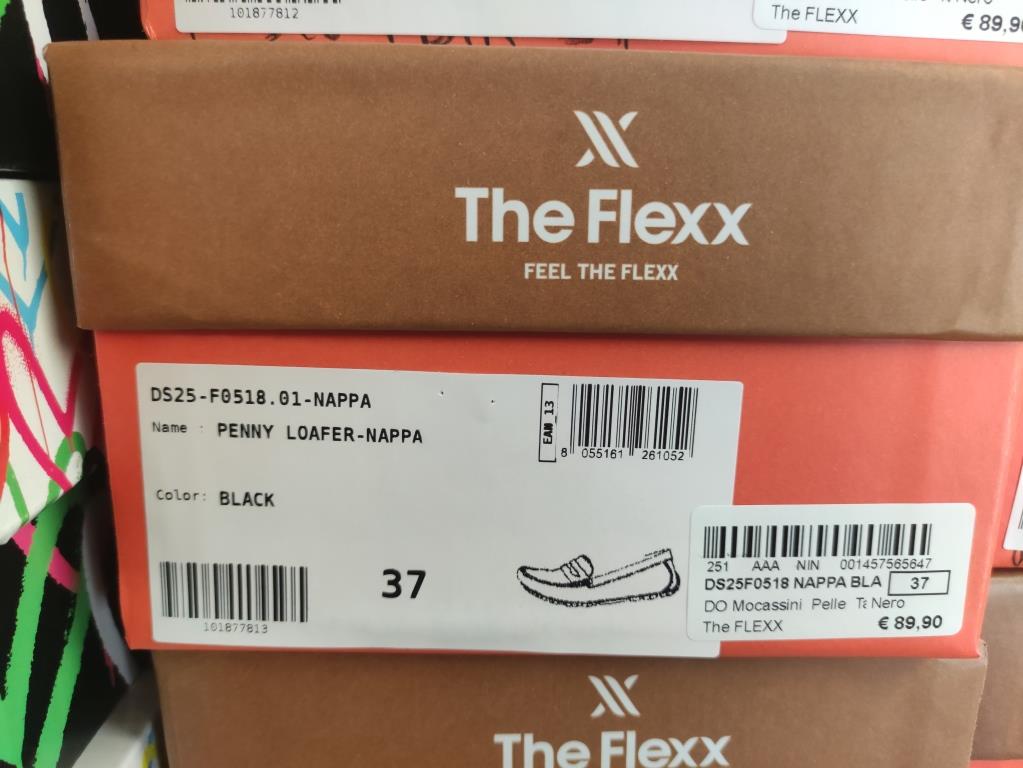 101877812
The FLEXX
€ 89,90
The Flexx
FEEL THE FLEXX
DS25-F0518.01-NAPPA
Name : PENNY LOAFER-NAPPA
EAN_13
8 055161 261052
Color: BLACK
37
101877813
251 AAA NIN 001457565647
DS25F0518 NAPPA BLA 37
DO Mocassini Pelle Ta Nero
The FLEXX
€ 89,90
The Flexx